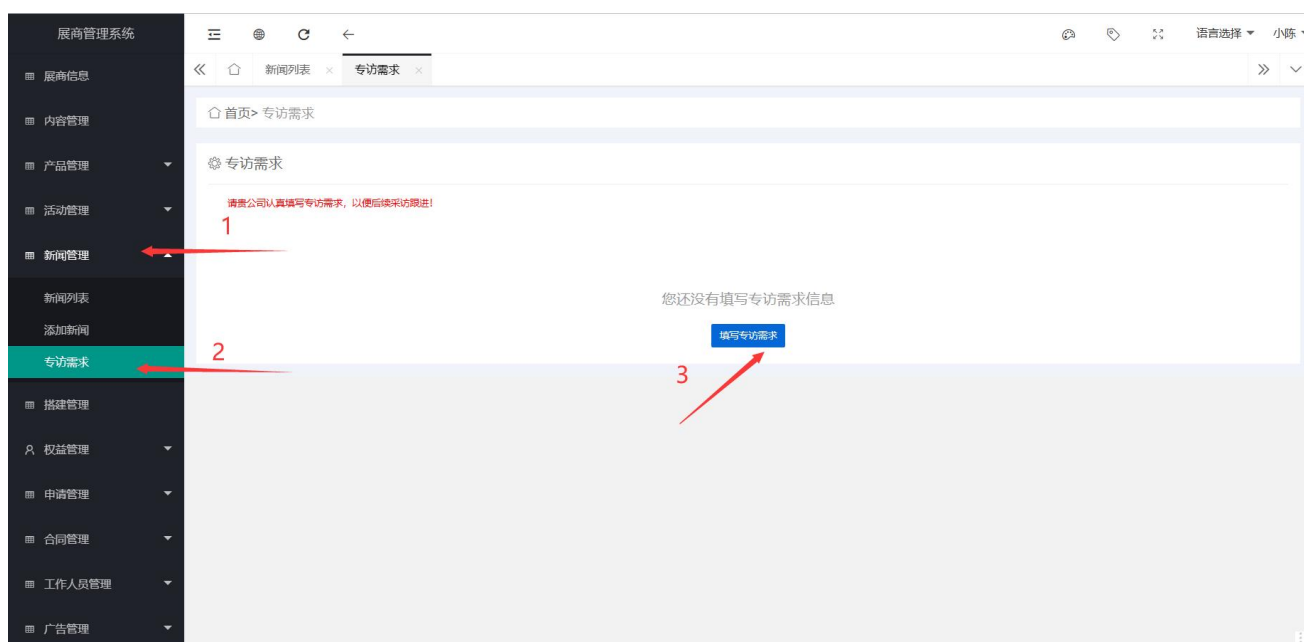 展商管理系统
语言选择
小陈
展商信息
新闻列表
专访需求
内容管理
首页> 专访需求
产品管理
专访需求
活动管理
请贵公司认真填写专访需求，以便后续采访跟进!
1
新闻管理
新闻列表
您还没有填写专访需求信息
添加新闻
填写专访需求
专访需求
2
3
搭建管理
权益管理
申请管理
合同管理
工作人员管理
广告管理